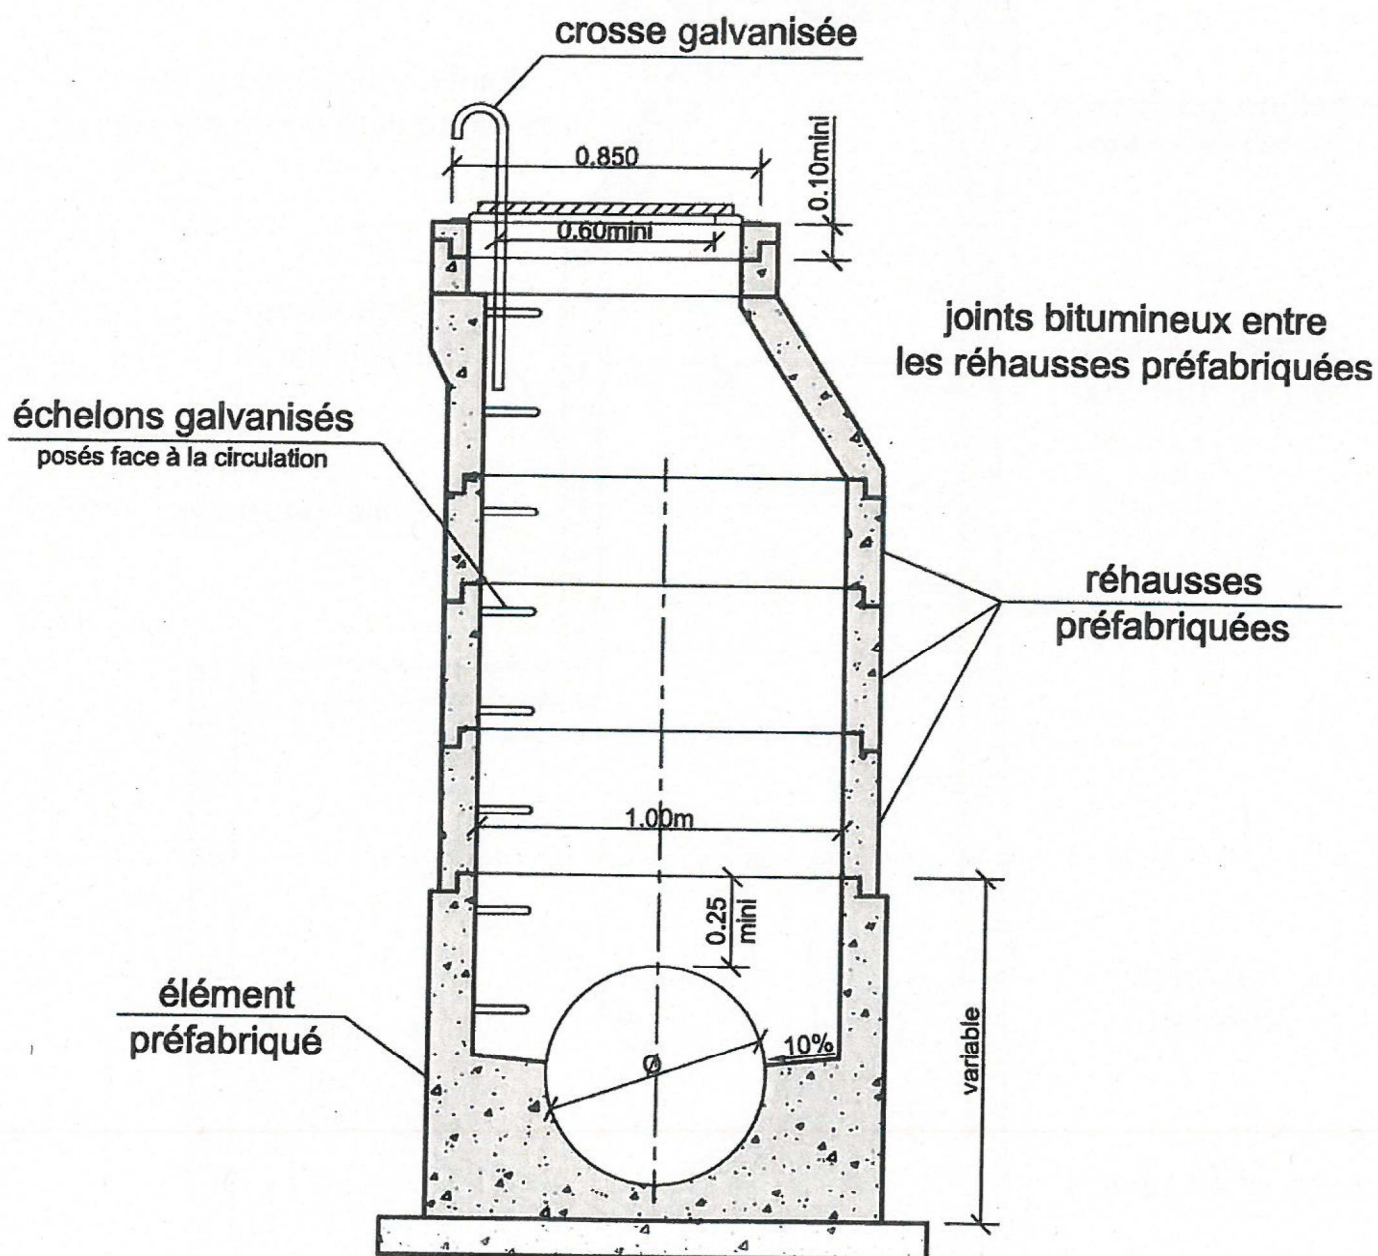 crosse galvanisée
0.850
0.10mini
0.60mini
joints bitumineux entre
les réhausses préfabriquées
échelons galvanisés
posés face à la circulation
réhausses
préfabriquées
1.00m
0.25
mini
élément
préfabriqué
10%
Ø
variable